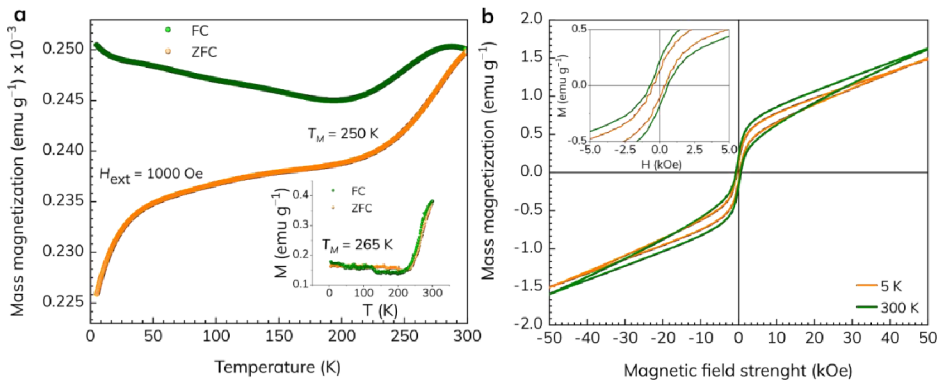 a
FC
ZFC
Mass magnetization (emu g⁻¹) x 10⁻³
0.250
0.245
0.240
0.235
0.230
0.225
T_M = 250 K
H_ext = 1000 Oe
FC
ZFC
T_M = 265 K
M (emu g⁻¹)
0.4
0.3
0.2
0.1
0 100 200 300
T (K)
0 50 100 150 200 250 300
Temperature (K)
b
Mass magnetization (emu g⁻¹)
2.0
1.5
1.0
0.5
0.0
-0.5
-1.0
-1.5
-2.0
M (emu g⁻¹)
0.5
0.0
-0.5
-5.0 -2.5 0.0 2.5 5.0
H (kOe)
5 K
300 K
-50 -40 -30 -20 -10 0 10 20 30 40 50
Magnetic field strenght (kOe)